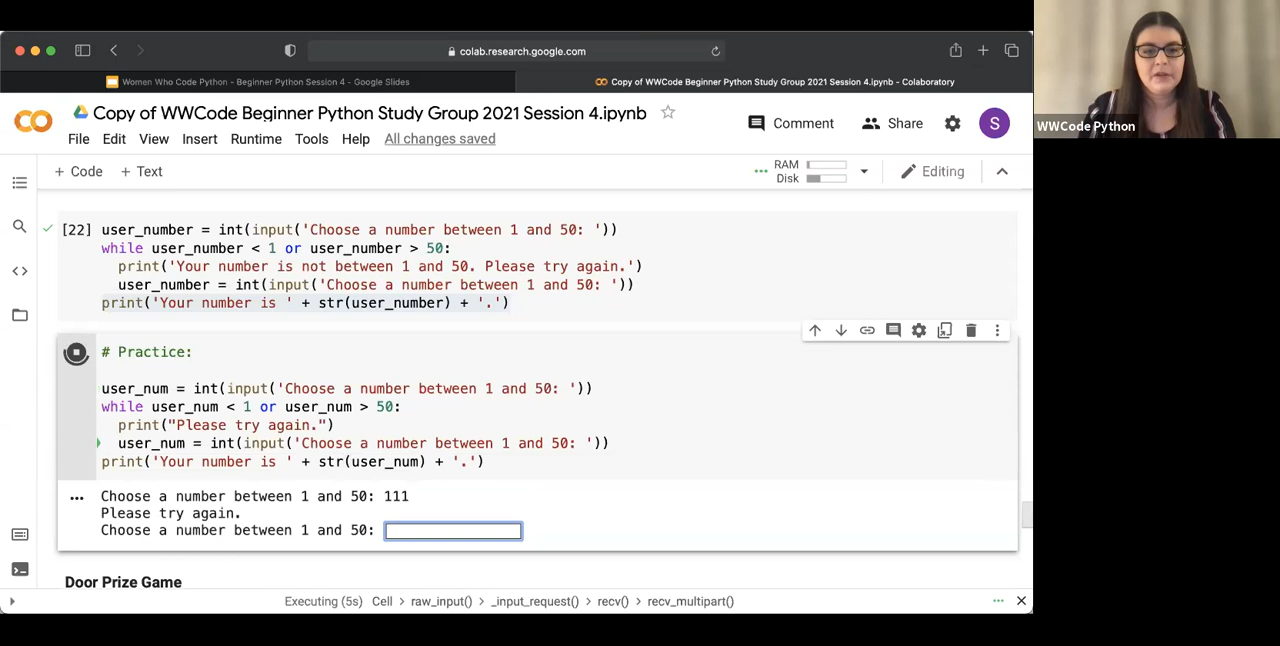 colab.research.google.com
Women Who Code Python - Beginner Python Session 4 - Google Slides
Copy of WWCode Beginner Python Study Group 2021 Session 4.ipynb - Colaboratory
Copy of WWCode Beginner Python Study Group 2021 Session 4.ipynb
File Edit View Insert Runtime Tools Help All changes saved
Comment Share S
+ Code + Text
RAM
Disk
Editing
[22] user_number = int(input('Choose a number between 1 and 50: '))
while user_number < 1 or user_number > 50:
print('Your number is not between 1 and 50. Please try again.')
user_number = int(input('Choose a number between 1 and 50: '))
print('Your number is ' + str(user_number) + '.')
# Practice:
user_num = int(input('Choose a number between 1 and 50: '))
while user_num < 1 or user_num > 50:
print("Please try again.")
user_num = int(input('Choose a number between 1 and 50: '))
print('Your number is ' + str(user_num) + '.')
Choose a number between 1 and 50: 111
Please try again.
Choose a number between 1 and 50:
Door Prize Game
Executing (5s) Cell > raw_input() > _input_request() > recv() > recv_multipart()
WWCode Python